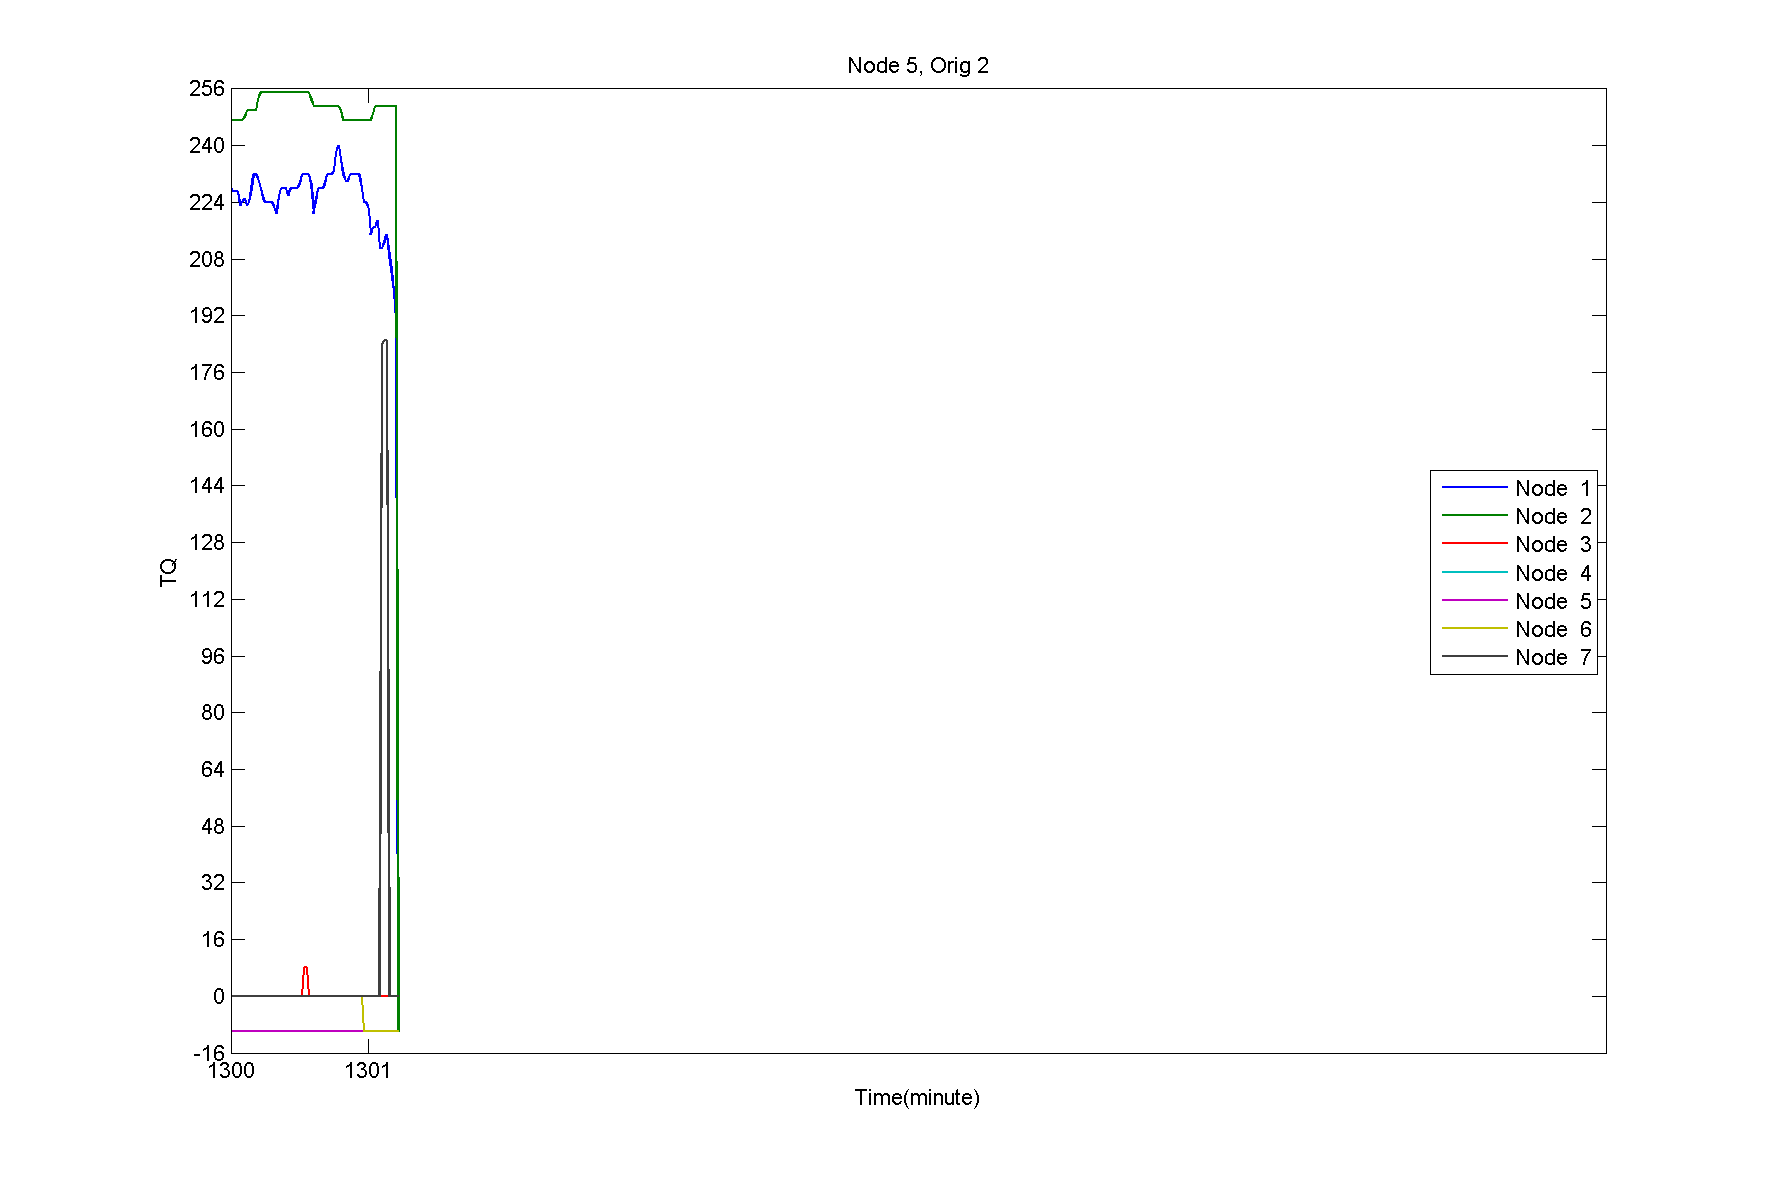 Node 5, Orig 2
256
240
224
208
192
176
160
144
128
112
96
80
64
48
32
16
0
-16
TQ
1300 1301
Time(minute)
Node 1
Node 2
Node 3
Node 4
Node 5
Node 6
Node 7